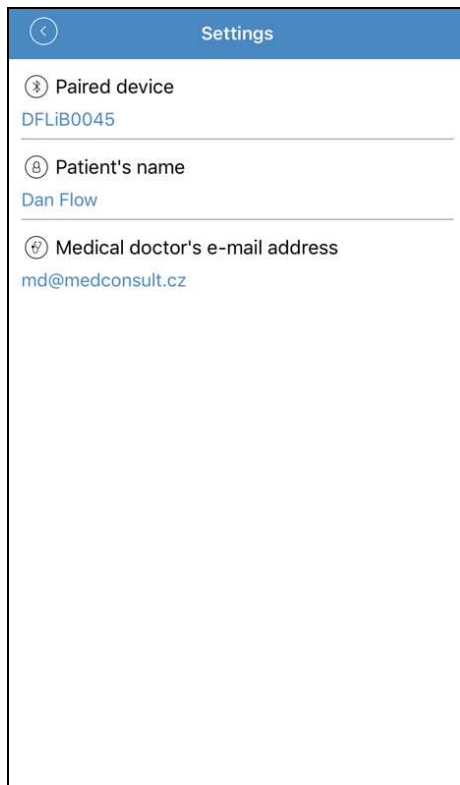 Settings
Paired device
DFLiB0045
Patient's name
Dan Flow
Medical doctor's e-mail address
md@medconsult.cz